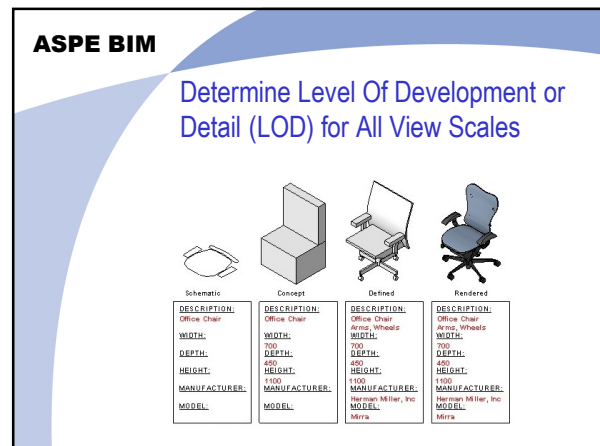 ASPE BIM
Determine Level Of Development or
Detail (LOD) for All View Scales
Schematic
Concept
Defined
Rendered
DESCRIPTION:
Office Chair
WIDTH:
DEPTH:
HEIGHT:
MANUFACTURER:
MODEL:
DESCRIPTION:
Office Chair
WIDTH:
700
DEPTH:
450
HEIGHT:
1100
MANUFACTURER:
MODEL:
DESCRIPTION:
Office Chair
Arms, Wheels
WIDTH:
700
DEPTH:
450
HEIGHT:
1100
MANUFACTURER:
Herman Miller, Inc
MODEL:
Mirra
DESCRIPTION:
Office Chair
Arms, Wheels
WIDTH:
700
DEPTH:
450
HEIGHT:
1100
MANUFACTURER:
Herman Miller, Inc
MODEL:
Mirra